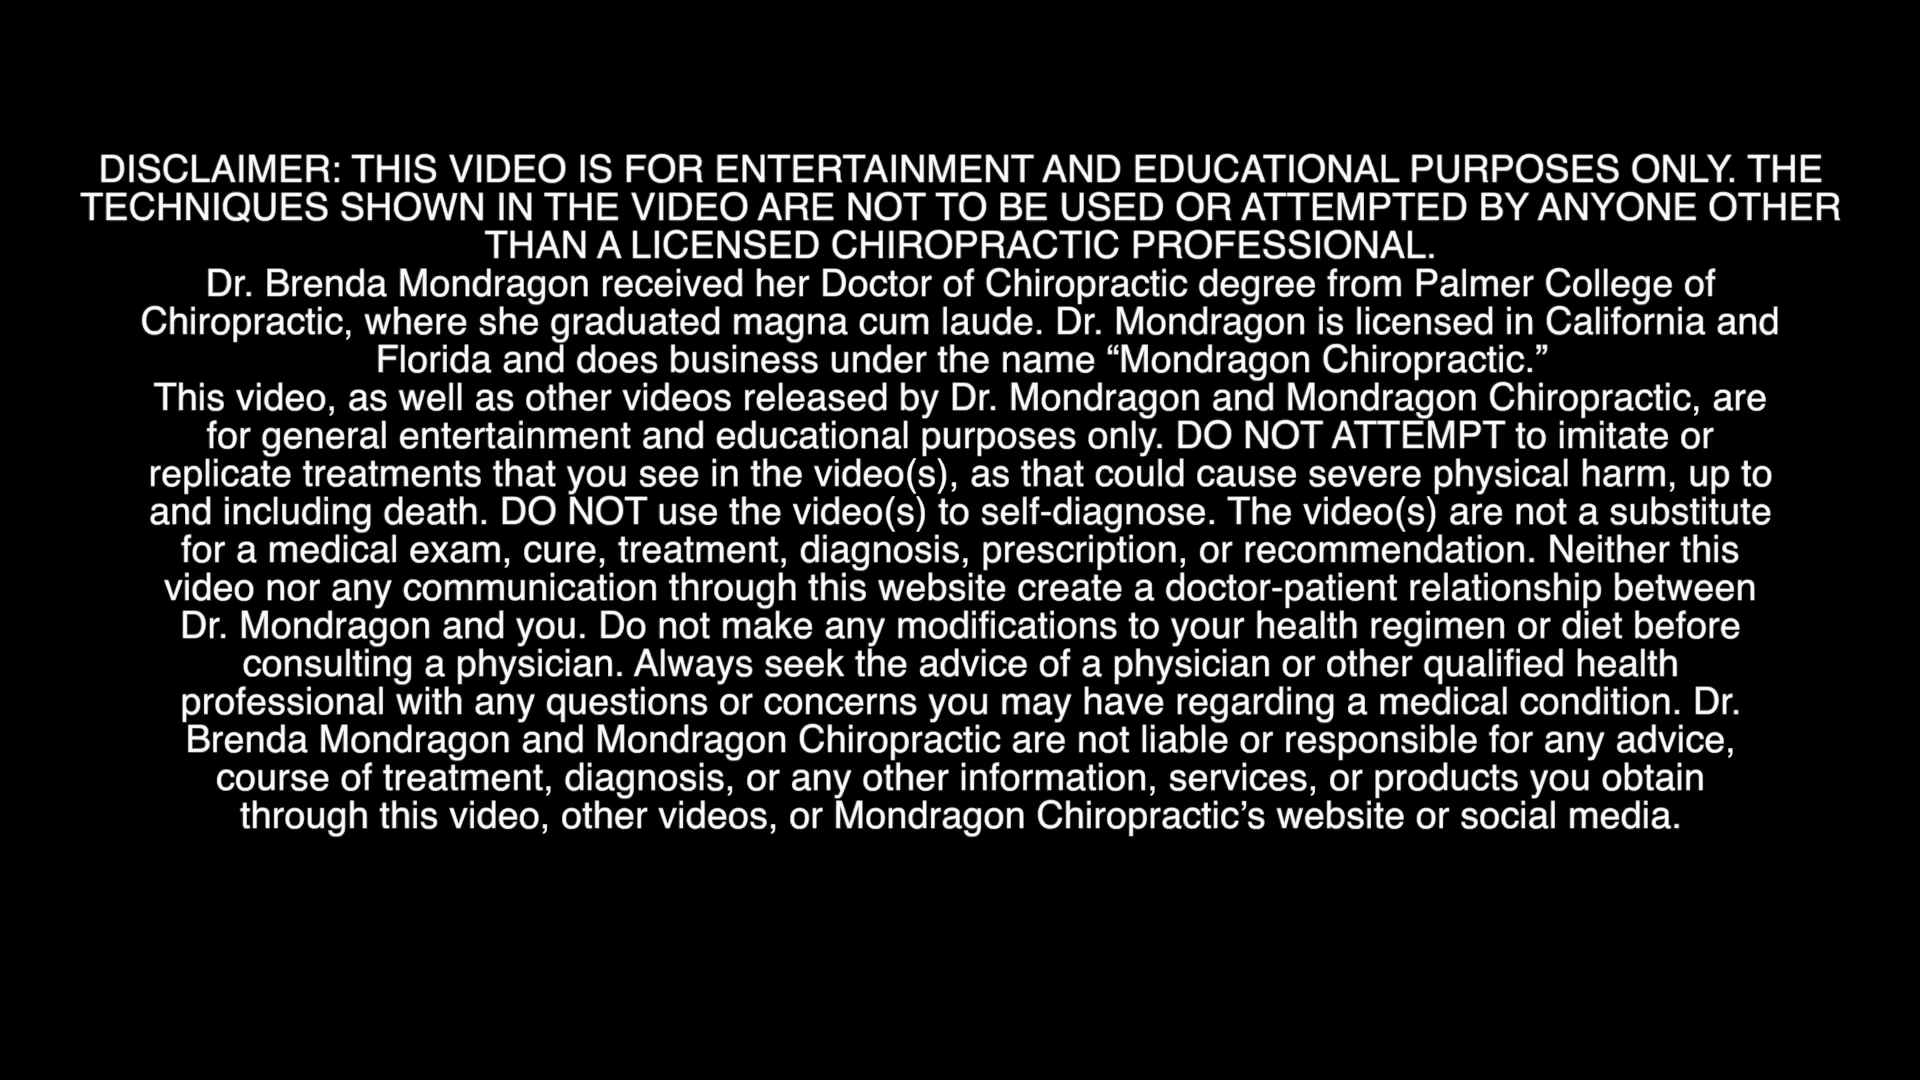 DISCLAIMER: THIS VIDEO IS FOR ENTERTAINMENT AND EDUCATIONAL PURPOSES ONLY. THE
TECHNIQUES SHOWN IN THE VIDEO ARE NOT TO BE USED OR ATTEMPTED BY ANYONE OTHER
THAN A LICENSED CHIROPRACTIC PROFESSIONAL.
Dr. Brenda Mondragon received her Doctor of Chiropractic degree from Palmer College of
Chiropractic, where she graduated magna cum laude. Dr. Mondragon is licensed in California and
Florida and does business under the name “Mondragon Chiropractic.”
This video, as well as other videos released by Dr. Mondragon and Mondragon Chiropractic, are
for general entertainment and educational purposes only. DO NOT ATTEMPT to imitate or
replicate treatments that you see in the video(s), as that could cause severe physical harm, up to
and including death. DO NOT use the video(s) to self-diagnose. The video(s) are not a substitute
for a medical exam, cure, treatment, diagnosis, prescription, or recommendation. Neither this
video nor any communication through this website create a doctor-patient relationship between
Dr. Mondragon and you. Do not make any modifications to your health regimen or diet before
consulting a physician. Always seek the advice of a physician or other qualified health
professional with any questions or concerns you may have regarding a medical condition. Dr.
Brenda Mondragon and Mondragon Chiropractic are not liable or responsible for any advice,
course of treatment, diagnosis, or any other information, services, or products you obtain
through this video, other videos, or Mondragon Chiropractic’s website or social media.